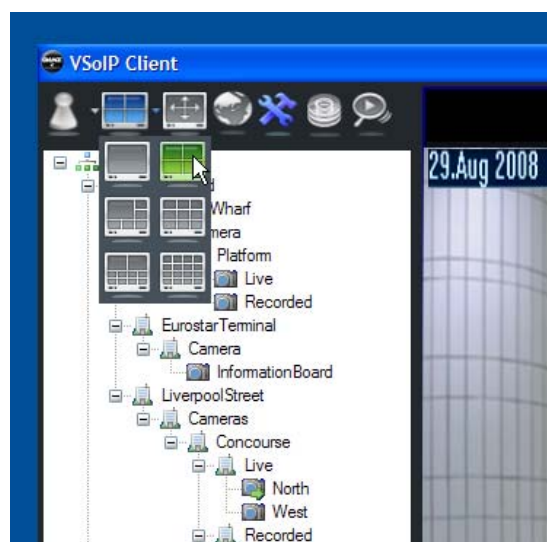 VSoIP Client
29.Aug 2008
Wharf
Platform
Live
Recorded
EurostarTerminal
Camera
InformationBoard
LiverpoolStreet
Cameras
Concourse
Live
North
West
Recorded